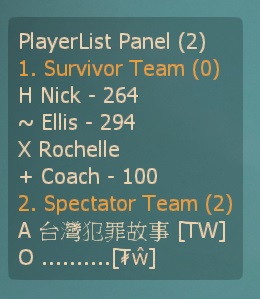 PlayerList Panel (2)
1. Survivor Team (0)
H Nick - 264
~ Ellis - 294
X Rochelle
+ Coach - 100
2. Spectator Team (2)
A 台灣犯罪故事 [TW]
O ..........[₮ŵ]